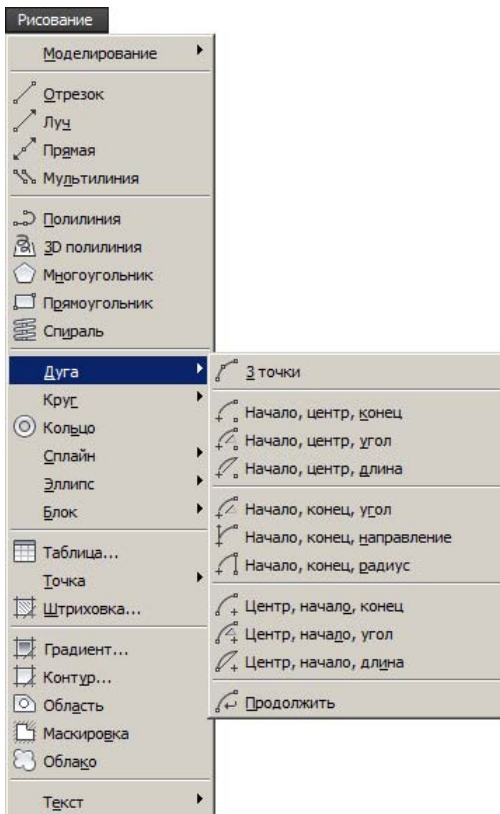 Рисование
Моделирование
Отрезок
Луч
Прямая
Мультилиния
Полилиния
3D полилиния
Многоугольник
Прямоугольник
Спираль
Дуга
Круг
Кольцо
Сплайн
Эллипс
Блок
Таблица...
Точка
Штриховка...
Градиент...
Контур...
Область
Маскировка
Облако
Текст
3 точки
Начало, центр, конец
Начало, центр, угол
Начало, центр, длина
Начало, конец, угол
Начало, конец, направление
Начало, конец, радиус
Центр, начало, конец
Центр, начало, угол
Центр, начало, длина
Продолжить